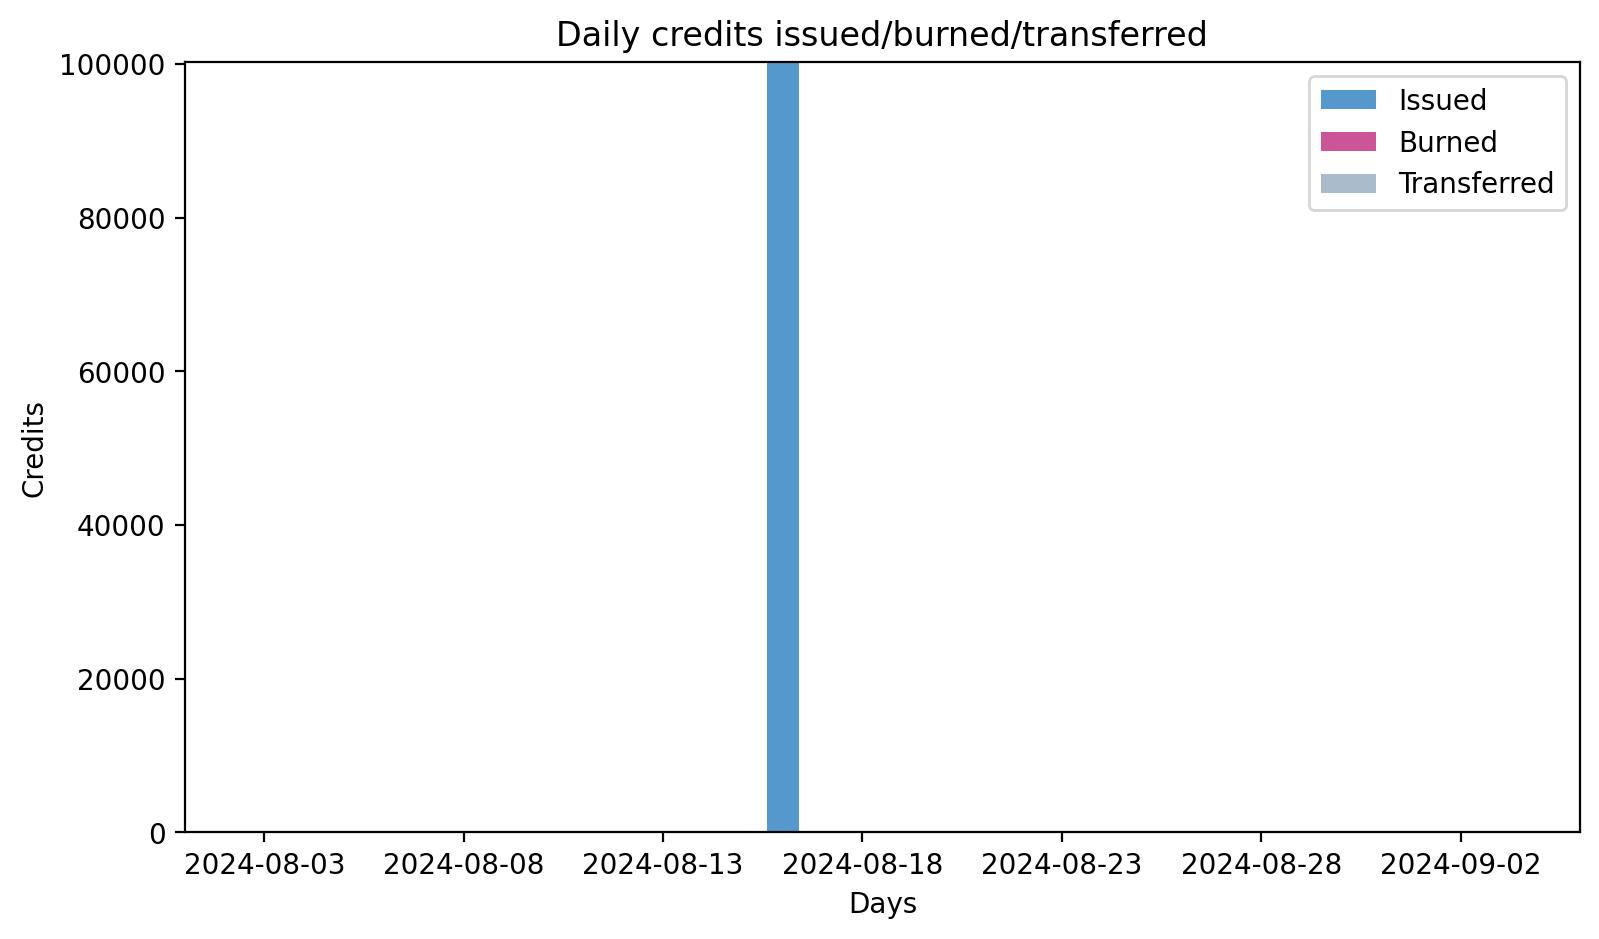 Daily credits issued/burned/transferred
100000
80000
60000
40000
20000
0
Credits
Issued
Burned
Transferred
2024-08-03 2024-08-08 2024-08-13 2024-08-18 2024-08-23 2024-08-28 2024-09-02
Days